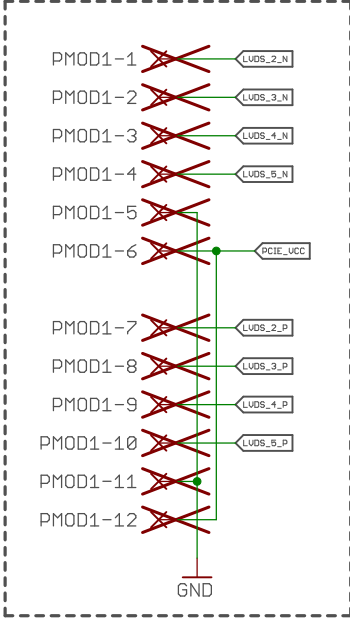 PMOD1-1 LVDS_2_N
PMOD1-2 LVDS_3_N
PMOD1-3 LVDS_4_N
PMOD1-4 LVDS_5_N
PMOD1-5
PMOD1-6 PCIE_VCC
PMOD1-7 LVDS_2_P
PMOD1-8 LVDS_3_P
PMOD1-9 LVDS_4_P
PMOD1-10 LVDS_5_P
PMOD1-11
PMOD1-12
GND